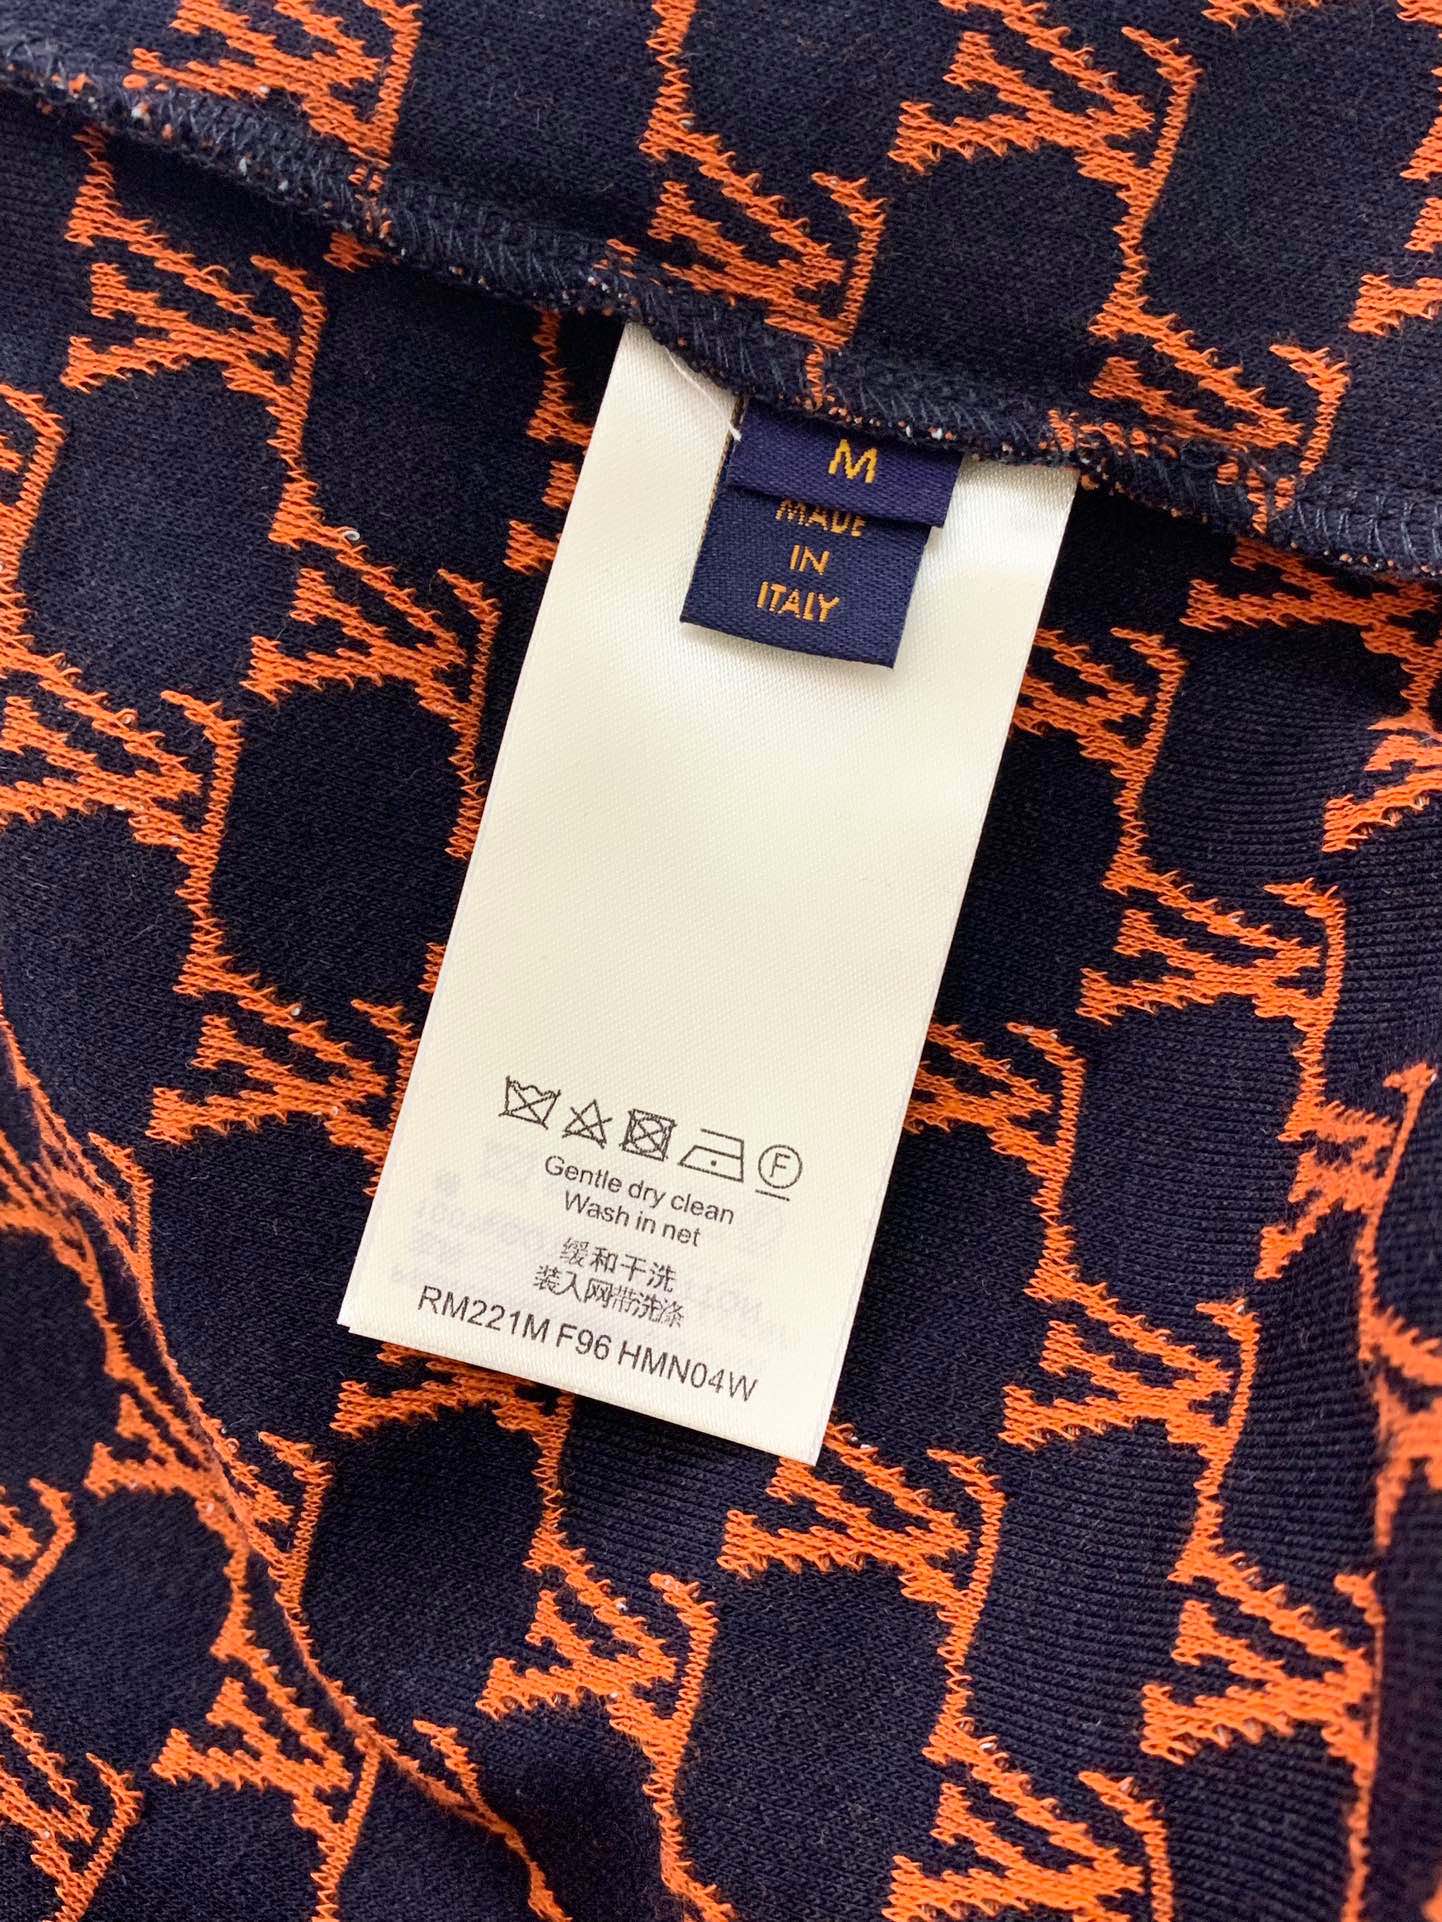 M
MADE
IN
ITALY
F
Gentle dry clean
Wash in net
缓和干洗
装入网带洗涤
RM221M F96 HMN04W